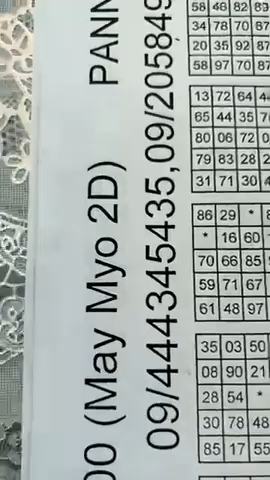 00 (May Myo 2D) PANN
09/444345435,09/205849
58 48 82 89
34 78 70 67
20 35 92 87
58 97 70 87
13 72 64
65 44 35
80 06 72
79 83 28
31 71 30
86 29 *
* 16 60
70 66 85
59 71 67
61 48 97
35 03 50
08 90 21
28 54 *
30 78 48
85 17 55